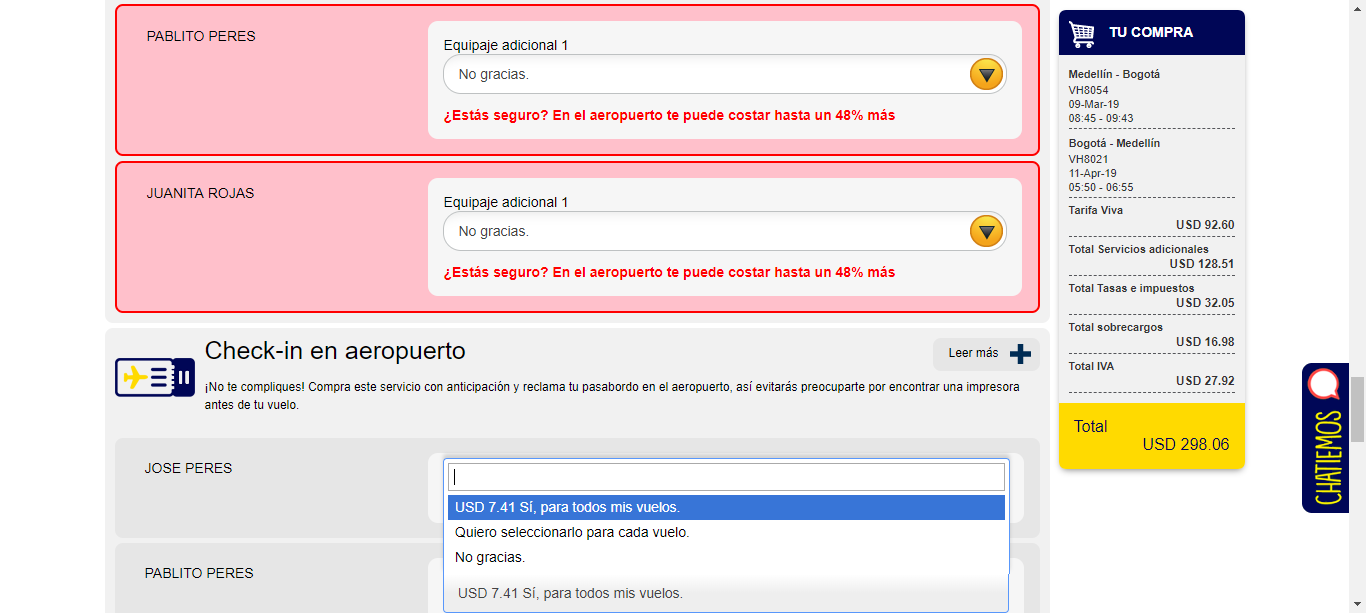 PABLITO PERES
Equipaje adicional 1
No gracias.
¿Estás seguro? En el aeropuerto te puede costar hasta un 48% más
JUANITA ROJAS
Equipaje adicional 1
No gracias.
¿Estás seguro? En el aeropuerto te puede costar hasta un 48% más
Check-in en aeropuerto
Leer más
¡No te compliques! Compra este servicio con anticipación y reclama tu pasabordo en el aeropuerto, así evitarás preocuparte por encontrar una impresora
antes de tu vuelo.
JOSE PERES
USD 7.41 Sí, para todos mis vuelos.
Quiero seleccionarlo para cada vuelo.
No gracias.
PABLITO PERES
USD 7.41 Sí, para todos mis vuelos.
TU COMPRA
Medellín - Bogotá
VH8054
09-Mar-19
08:45 - 09:43
Bogotá - Medellín
VH8021
11-Apr-19
05:50 - 06:55
Tarifa Viva
USD 92.60
Total Servicios adicionales
USD 128.51
Total Tasas e impuestos
USD 32.05
Total sobrecargos
USD 16.98
Total IVA
USD 27.92
Total
USD 298.06
CHATIEMOS